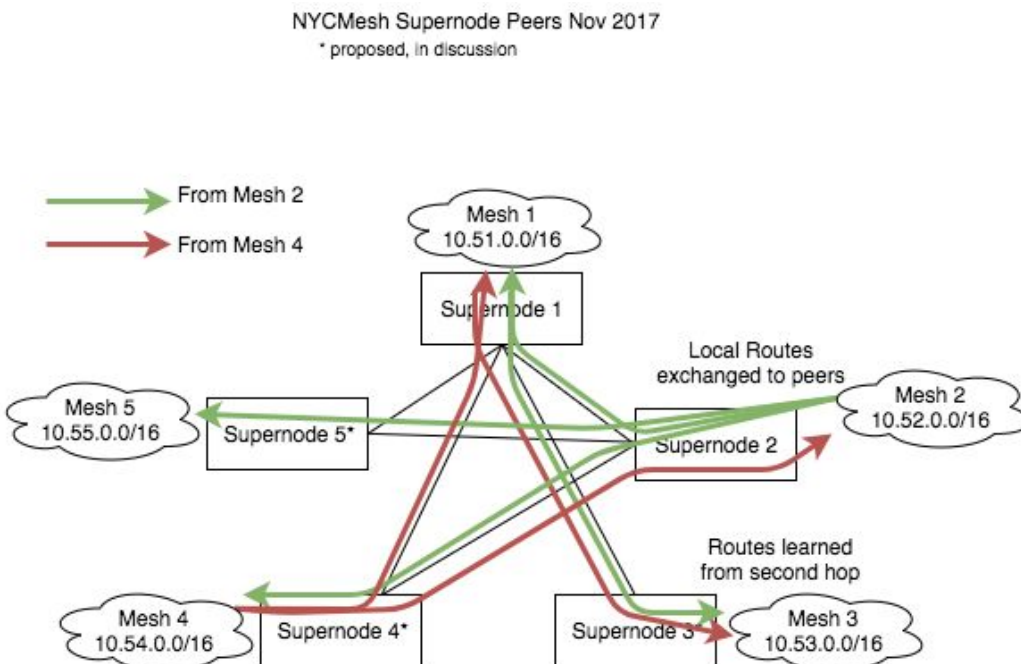 NYCMesh Supernode Peers Nov 2017
* proposed, in discussion
From Mesh 2
From Mesh 4
Mesh 1
10.51.0.0/16
Supernode 1
Local Routes
exchanged to peers
Mesh 5
10.55.0.0/16
Supernode 5*
Supernode 2
Mesh 2
10.52.0.0/16
Routes learned
from second hop
Mesh 4
10.54.0.0/16
Supernode 4*
Supernode 3*
Mesh 3
10.53.0.0/16